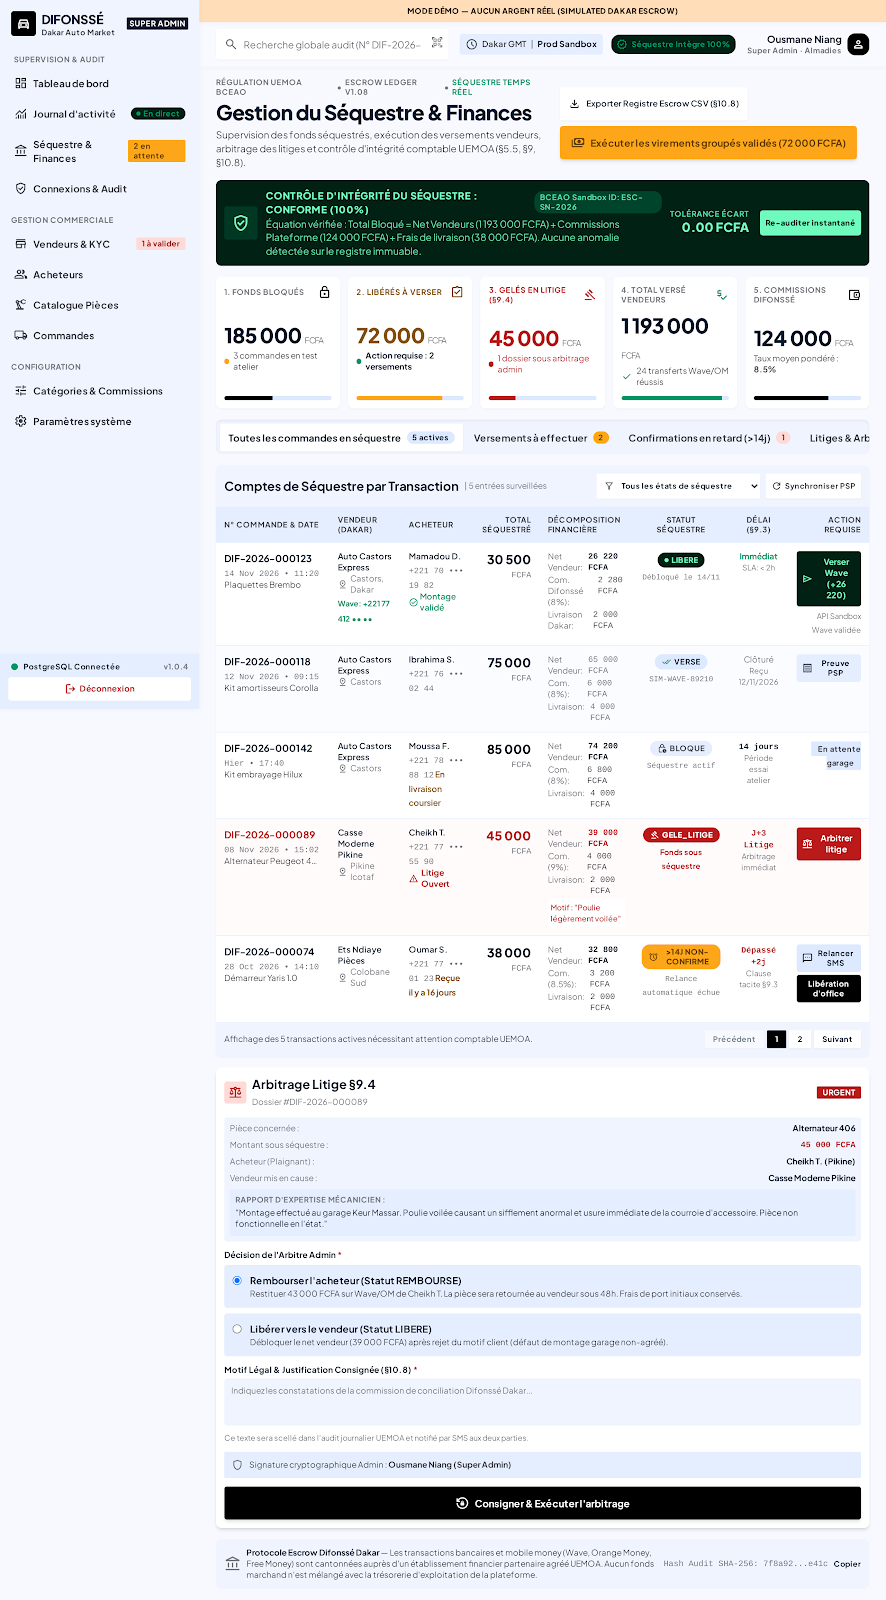 MODE DÉMO — AUCUN ARGENT RÉEL (SIMULATED DAKAR ESCROW)
DIFONSSÉ
Dakar Auto Market
SUPER ADMIN
SUPERVISION & AUDIT
Tableau de bord
Journal d'activité
En direct
Séquestre &
Finances
2 en
attente
Connexions & Audit
GESTION COMMERCIALE
Vendeurs & KYC
1 à valider
Acheteurs
Catalogue Pièces
Commandes
CONFIGURATION
Catégories & Commissions
Paramètres système
PostgreSQL Connectée
v1.0.4
Déconnexion
Recherche globale audit (N° DIF-2026-
Dakar GMT | Prod Sandbox
Séquestre Intègre 100%
Ousmane Niang
Super Admin · Almadies
RÉGULATION UEMOA
BCEAO
• ESCROW LEDGER
V1.08
• SÉQUESTRE TEMPS
RÉEL
Gestion du Séquestre & Finances
Supervision des fonds séquestrés, exécution des versements vendeurs,
arbitrage des litiges et contrôle d'intégrité comptable UEMOA (§5.5, §9,
§10.8).
Exporter Registre Escrow CSV (§10.8)
Exécuter les virements groupés validés (72 000 FCFA)
CONTRÔLE D'INTÉGRITÉ DU SÉQUESTRE :
CONFORME (100%)
BCEAO Sandbox ID: ESC-
SN-2026
Équation vérifiée : Total Bloqué = Net Vendeurs (1 193 000 FCFA) + Commissions
Plateforme (124 000 FCFA) + Frais de livraison (38 000 FCFA). Aucune anomalie
détectée sur le registre immuable.
TOLÉRANCE ÉCART
0.00 FCFA
Re-auditer instantané
1. FONDS BLOQUÉS
185 000 FCFA
3 commandes en test
atelier
2. LIBÉRÉS À VERSER
72 000 FCFA
Action requise : 2
versements
3. GELÉS EN LITIGE
(§9.4)
45 000 FCFA
1 dossier sous arbitrage
admin
4. TOTAL VERSÉ
VENDEURS
1 193 000
FCFA
24 transferts Wave/OM
réussis
5. COMMISSIONS
DIFONSSÉ
124 000 FCFA
Taux moyen pondéré :
8.5%
Toutes les commandes en séquestre 5 actives
Versements à effectuer 2
Confirmations en retard (>14j) 1
Litiges & Arb
Comptes de Séquestre par Transaction | 5 entrées surveillées
Tous les états de séquestre
Synchroniser PSP
N° COMMANDE & DATE
VENDEUR
(DAKAR)
ACHETEUR
TOTAL
SÉQUESTRE
DÉCOMPOSITION
FINANCIÈRE
STATUT
SÉQUESTRE
DÉLAI
(§9.3)
ACTION
REQUISE
DIF-2026-000123
14 Nov 2026 • 11:20
Plaquettes Brembo
Auto Castors
Express
Castors,
Dakar
Wave: +221 77
412 ••••
Mamadou D.
+221 70 •••
19 82
Montage
validé
30 500
FCFA
Net
Vendeur:
26 220
FCFA
Com.
Difonssé
(8%):
2 280
FCFA
Livraison
Dakar:
2 000
FCFA
LIBERE
Débloqué le 14/11
Immédiat
SLA: < 2h
Verser
Wave
(+26
220)
API Sandbox
Wave validée
DIF-2026-000118
12 Nov 2026 • 09:15
Kit amortisseurs Corolla
Auto Castors
Express
Castors
Ibrahima S.
+221 76 •••
02 44
75 000
FCFA
Net
Vendeur:
65 000
FCFA
Com.
(8%):
6 000
FCFA
Livraison:
4 000
FCFA
VERSE
SIM-WAVE-89210
Clôturé
Reçu
12/11/2026
Preuve
PSP
DIF-2026-000142
Hier • 17:40
Kit embrayage Hilux
Auto Castors
Express
Castors
Moussa F.
+221 78 •••
88 12 En
livraison
coursier
85 000
FCFA
Net
Vendeur:
74 200
FCFA
Com.
(8%):
6 800
FCFA
Livraison:
4 000
FCFA
BLOQUE
Séquestre actif
14 jours
Période
essai
atelier
En attente
garage
DIF-2026-000089
08 Nov 2026 • 15:02
Alternateur Peugeot 4...
Casse
Moderne
Pikine
Pikine
Icotaf
Cheikh T.
+221 77 •••
55 90
Litige
Ouvert
45 000
FCFA
Net
Vendeur:
39 000
FCFA
Com.
(9%):
4 000
FCFA
Livraison:
2 000
FCFA
Motif : "Poulie
légèrement voilée"
GELE_LITIGE
Fonds sous
séquestre
J+3
Litige
Arbitrage
immédiat
Arbitrer
litige
DIF-2026-000074
28 Oct 2026 • 14:10
Démarreur Yaris 1.0
Ets Ndiaye
Pièces
Colobane
Sud
Oumar S.
+221 77 •••
01 23 Reçue
il y a 16 jours
38 000
FCFA
Net
Vendeur:
32 800
FCFA
Com.
(8.5%):
3 200
FCFA
Livraison:
2 000
FCFA
>14J NON-
CONFIRME
Relance
automatique échue
Dépassé
+2j
Clause
tacite §9.3
Relancer
SMS
Libération
d'office
Affichage des 5 transactions actives nécessitant attention comptable UEMOA.
Précédent
1
2
Suivant
Arbitrage Litige §9.4
Dossier #DIF-2026-000089
URGENT
Pièce concernée :
Alternateur 406
Montant sous séquestre :
45 000 FCFA
Acheteur (Plaignant) :
Cheikh T. (Pikine)
Vendeur mis en cause :
Casse Moderne Pikine
RAPPORT D'EXPERTISE MÉCANICIEN :
"Montage effectué au garage Keur Massar. Poulie voilée causant un sifflement anormal et usure immédiate de la courroie d'accessoire. Pièce non
fonctionnelle en l'état."
Décision de l'Arbitre Admin *
Rembourser l'acheteur (Statut REMBOURSE)
Restituer 43 000 FCFA sur Wave/OM de Cheikh T. La pièce sera retournée au vendeur sous 48h. Frais de port initiaux conservés.
Libérer vers le vendeur (Statut LIBERE)
Débloquer le net vendeur (39 000 FCFA) après rejet du motif client (défaut de montage garage non-agréé).
Motif Légal & Justification Consignée (§10.8) *
Indiquez les constatations de la commission de conciliation Difonssé Dakar...
Ce texte sera scellé dans l'audit journalier UEMOA et notifié par SMS aux deux parties.
Signature cryptographique Admin : Ousmane Niang (Super Admin)
Consigner & Exécuter l'arbitrage
Protocole Escrow Difonssé Dakar — Les transactions bancaires et mobile money (Wave, Orange Money,
Free Money) sont cantonnées auprès d'un établissement financier partenaire agréé UEMOA. Aucun fonds
marchand n'est mélangé avec la trésorerie d'exploitation de la plateforme.
Hash Audit SHA-256: 7f8a92...e41c
Copier